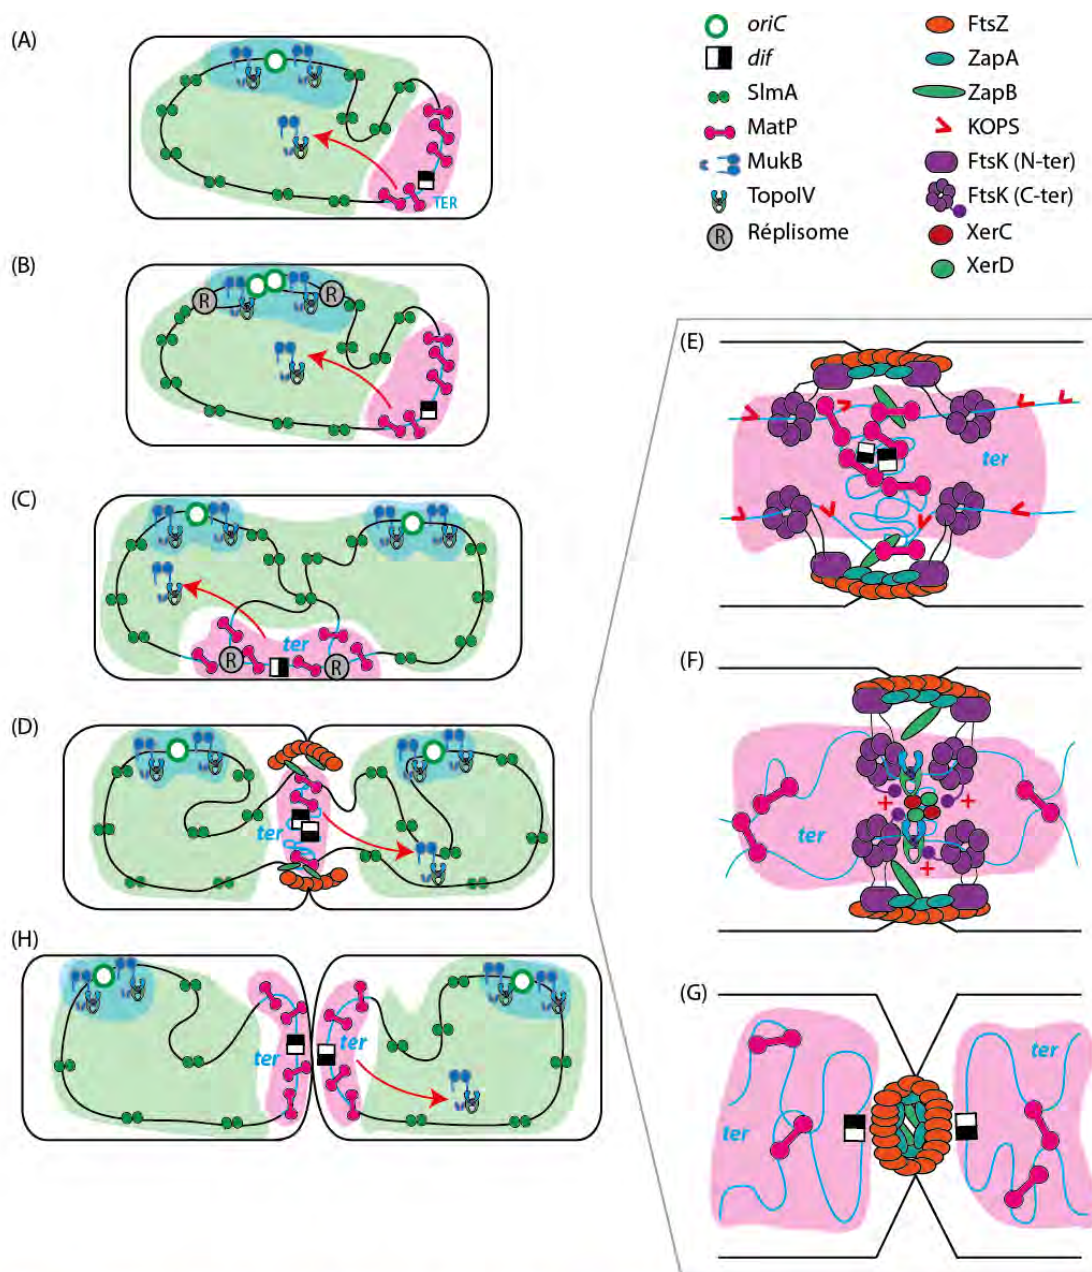 (A)
TER
(B)
R
R
(C)
ter
R
R
(D)
ter
(H)
ter
ter
oriC
dif
SlmA
MatP
MukB
TopoIV
R Réplisome
FtsZ
ZapA
ZapB
KOPS
FtsK (N-ter)
FtsK (C-ter)
XerC
XerD
(E)
ter
(F)
+ +
ter
+
(G)
ter
ter